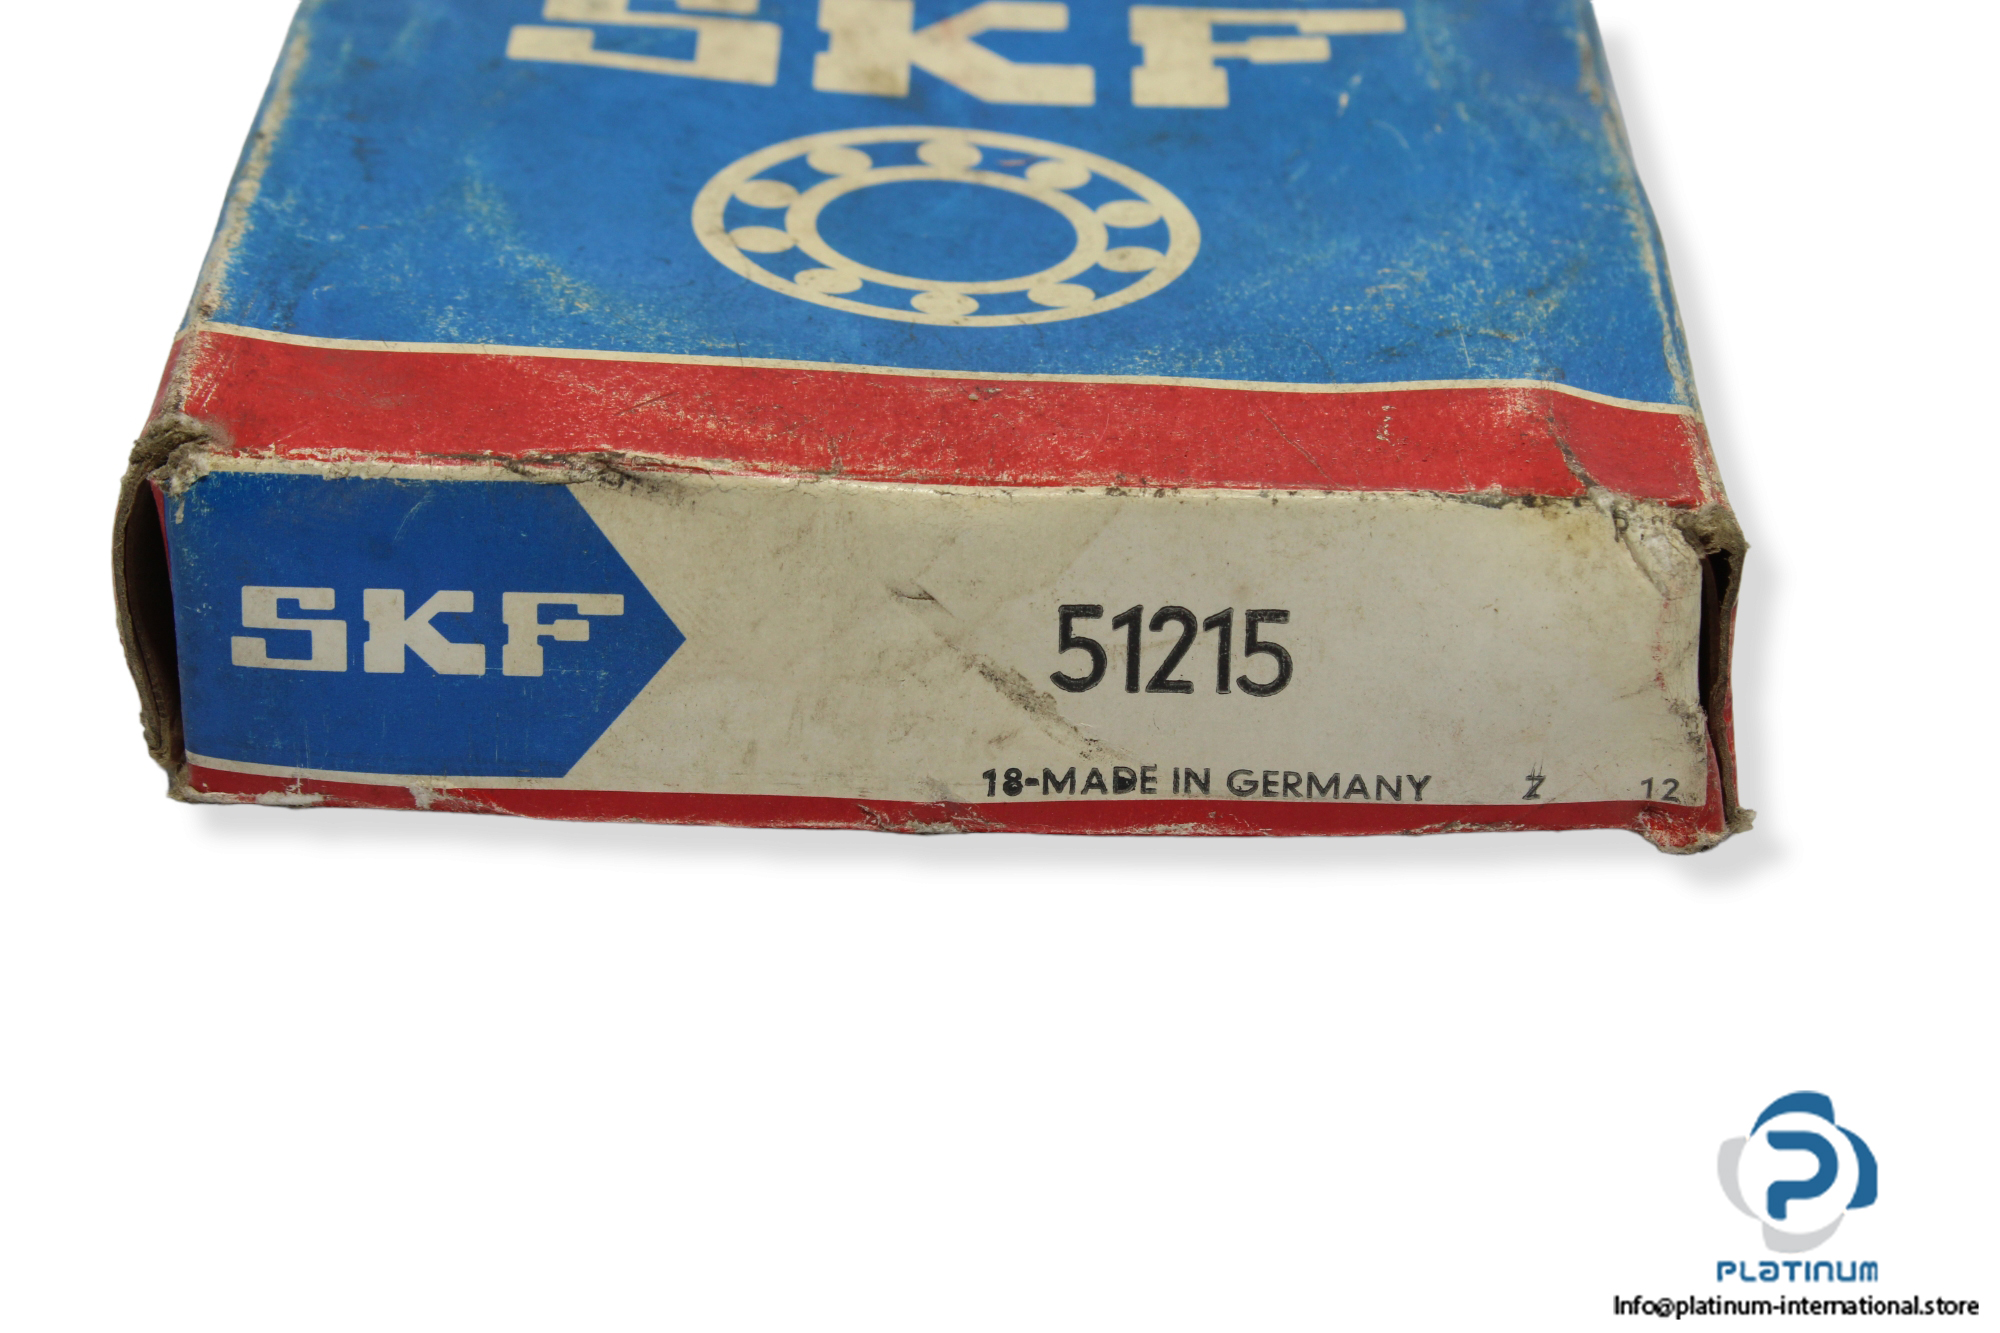 SKF
SKF
51215
18-MADE IN GERMANY Z 12
PLATINUM
Info@platinum-international.store